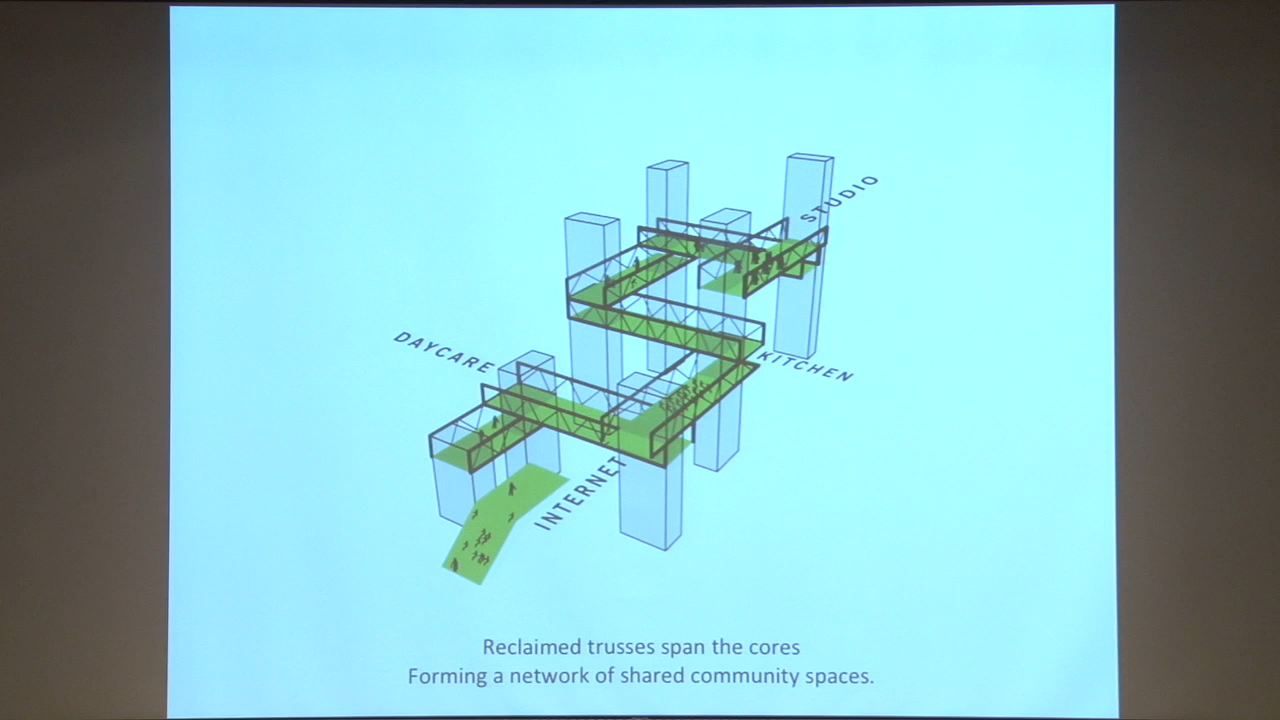 STUDIO
DAYCARE
KITCHEN
INTERNET
Reclaimed trusses span the cores
Forming a network of shared community spaces.